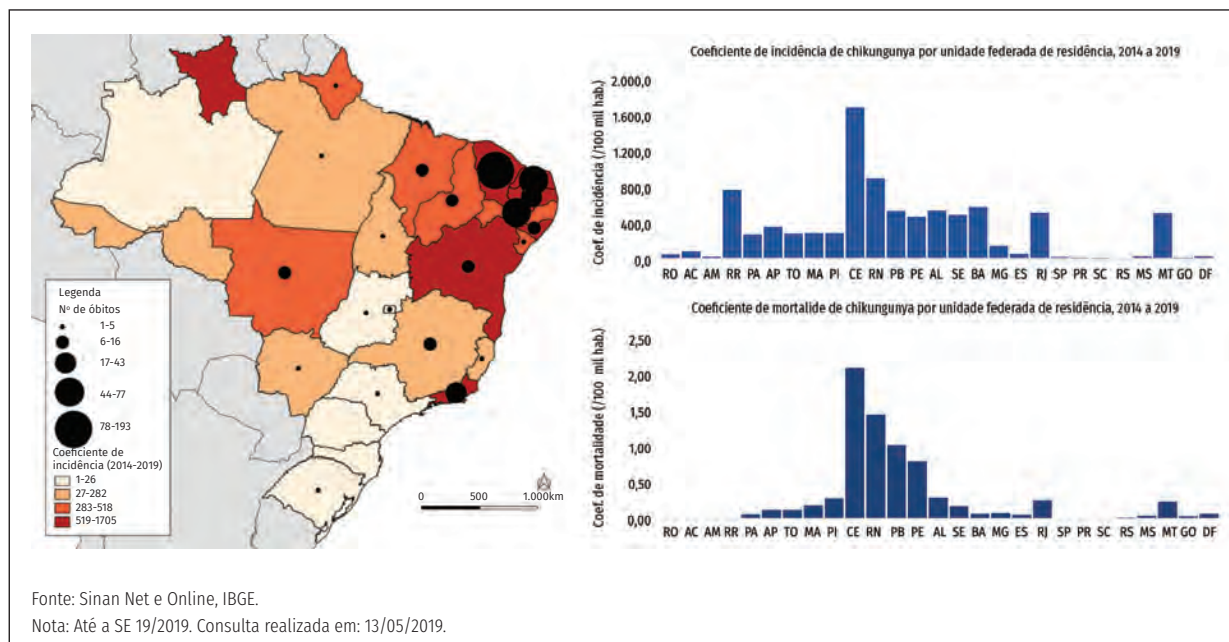 Legenda
Nº de óbitos
1-5
6-16
17-43
44-77
78-193
Coeficiente de
incidência (2014-2019)
1-26
27-282
283-518
519-1705
0 500 1.000km
Coeficiente de incidência de chikungunya por unidade federada de residência, 2014 a 2019
Coef. de incidência (/100 mil hab.)
2.000,0
1.600,0
1.200,0
800,0
400,0
0,0
RO AC AM RR PA AP TO MA PI CE RN PB PE AL SE BA MG ES RJ SP PR SC RS MS MT GO DF
Coeficiente de mortalide de chikungunya por unidade federada de residência, 2014 a 2019
Coef. de mortalidade (/100 mil hab.)
2,50
2,00
1,50
1,00
0,50
0,00
RO AC AM RR PA AP TO MA PI CE RN PB PE AL SE BA MG ES RJ SP PR SC RS MS MT GO DF
Fonte: Sinan Net e Online, IBGE.
Nota: Até a SE 19/2019. Consulta realizada em: 13/05/2019.